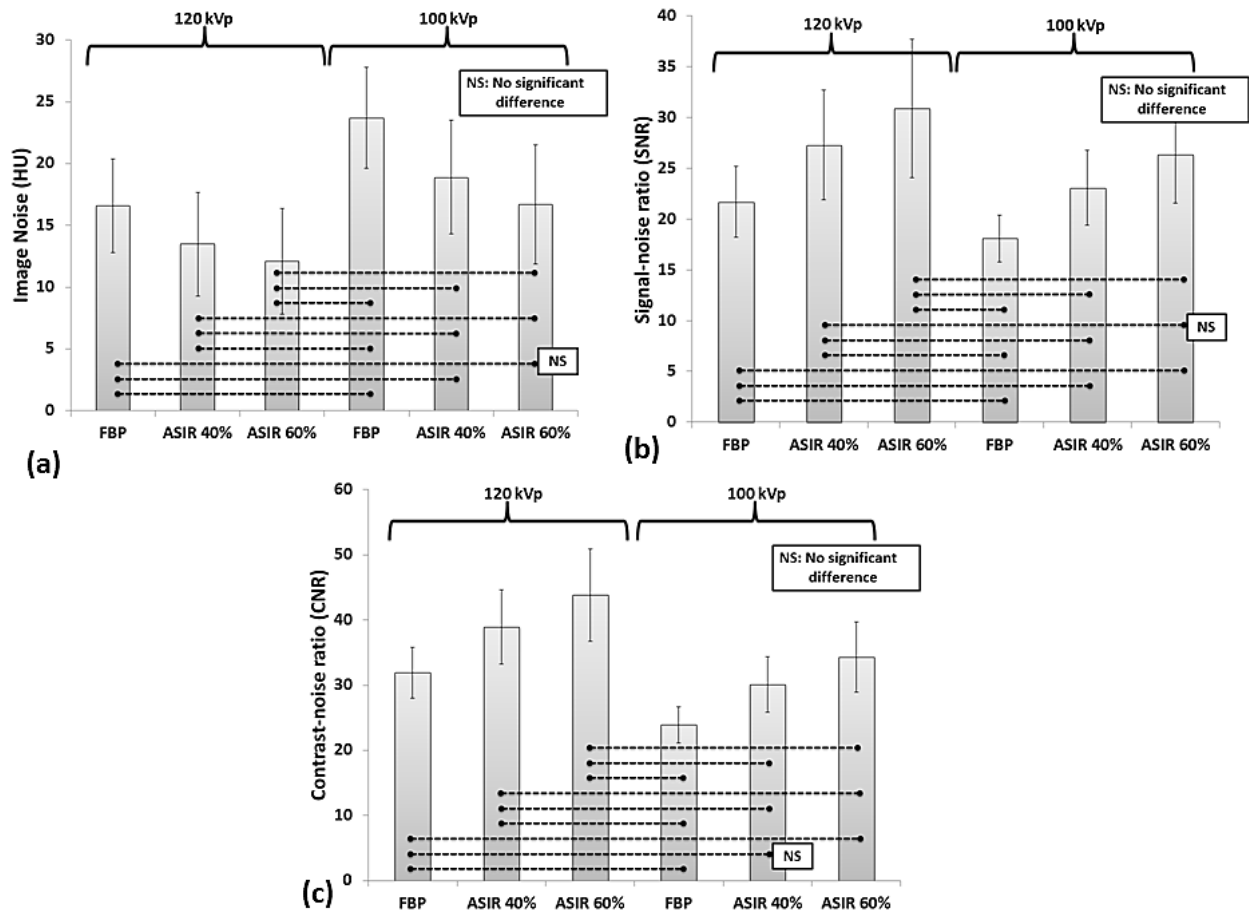 120 kVp
100 kVp
30
25
20
15
10
5
0
Image Noise (HU)
NS: No significant
difference
NS
FBP
ASIR 40%
ASIR 60%
FBP
ASIR 40%
ASIR 60%
(a)
120 kVp
100 kVp
40
35
30
25
20
15
10
5
0
Signal-noise ratio (SNR)
NS: No significant
difference
NS
FBP
ASIR 40%
ASIR 60%
FBP
ASIR 40%
ASIR 60%
(b)
120 kVp
100 kVp
60
50
40
30
20
10
0
Contrast-noise ratio (CNR)
NS: No significant
difference
NS
FBP
ASIR 40%
ASIR 60%
FBP
ASIR 40%
ASIR 60%
(c)